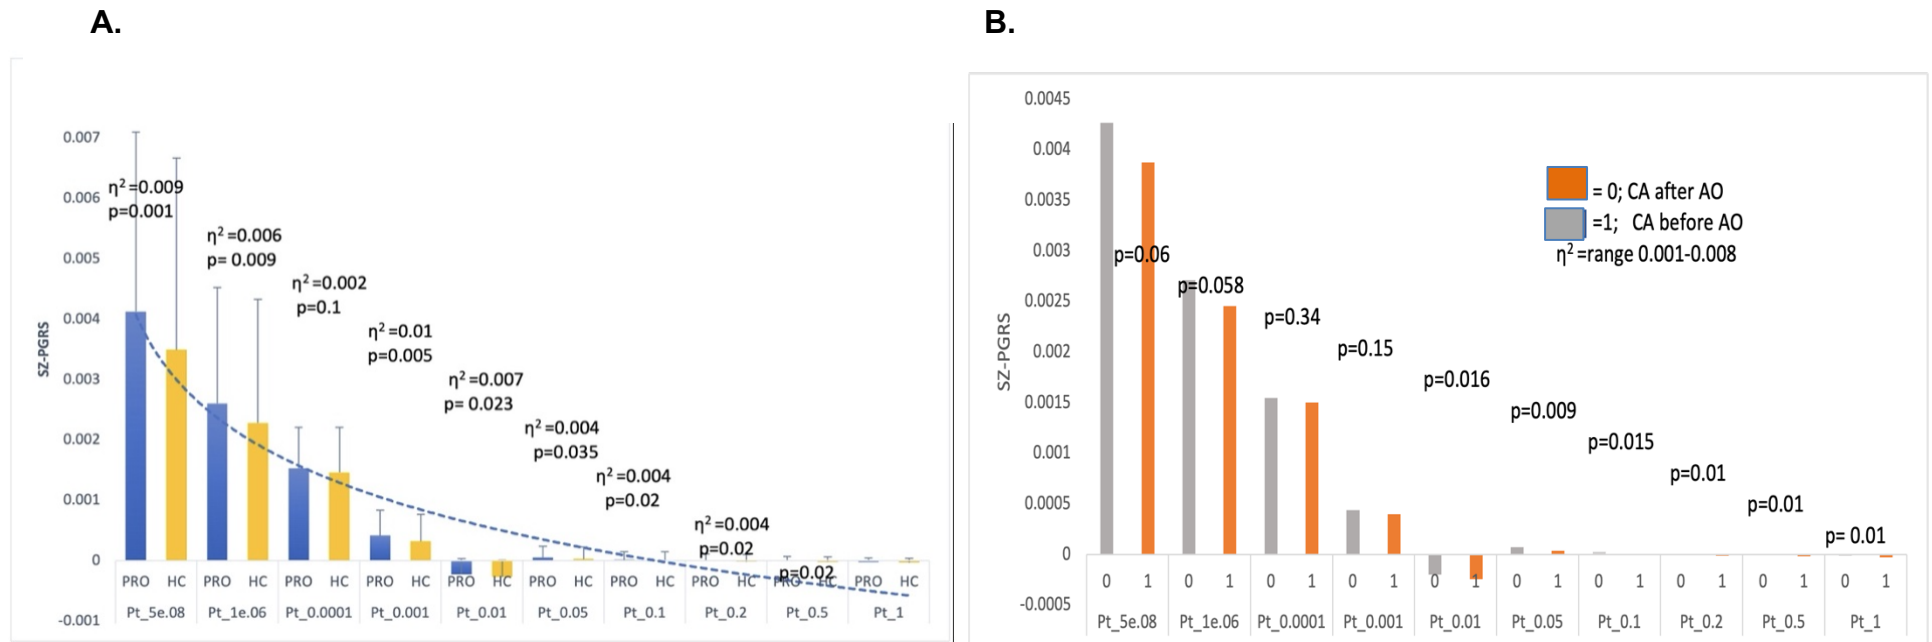 A.
0.007
0.006
0.005
0.004
0.003
0.002
0.001
0
-0.001
SZ-PGRS
η²=0.009
p=0.001
η²=0.006
p= 0.009
η²=0.002
p=0.1
η²=0.01
p=0.005
η²=0.007
p= 0.023
η²=0.004
p=0.035
η²=0.004
p=0.02
η²=0.004
p=0.02
p=0.02
PRO HC PRO HC PRO HC PRO HC PRO HC PRO HC PRO HC PRO HC PRO HC PRO HC
Pt_5e.08 Pt_1e.06 Pt_0.0001 Pt_0.001 Pt_0.01 Pt_0.05 Pt_0.1 Pt_0.2 Pt_0.5 Pt_1
B.
0.0045
0.004
0.0035
0.003
0.0025
0.002
0.0015
0.001
0.0005
0
-0.0005
SZ-PGRS
= 0; CA after AO
=1; CA before AO
η²=range 0.001-0.008
p=0.06
p=0.058
p=0.34
p=0.15
p=0.016
p=0.009
p=0.015
p=0.01
p=0.01
p= 0.01
0 1 0 1 0 1 0 1 0 1 0 1 0 1 0 1 0 1 0 1
Pt_5e.08 Pt_1e.06 Pt_0.0001 Pt_0.001 Pt_0.01 Pt_0.05 Pt_0.1 Pt_0.2 Pt_0.5 Pt_1